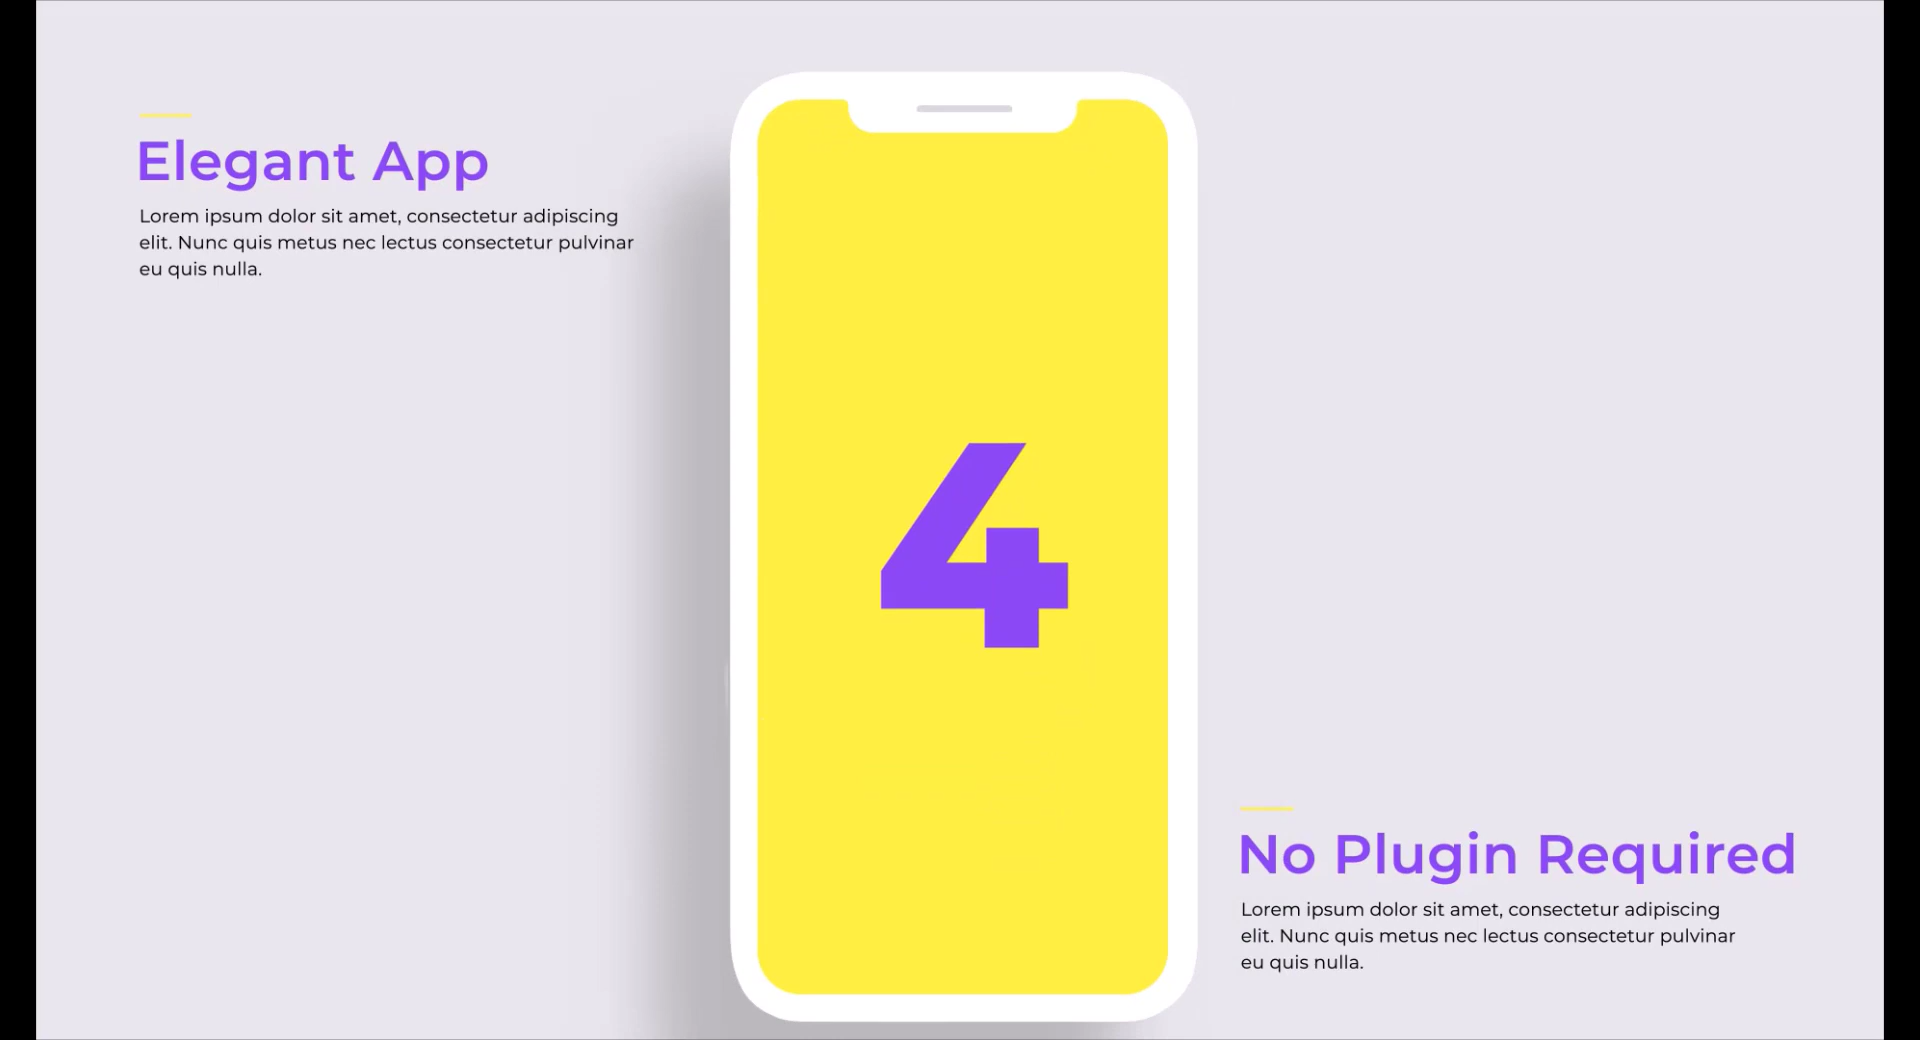 Elegant App
Lorem ipsum dolor sit amet, consectetur adipiscing
elit. Nunc quis metus nec lectus consectetur pulvinar
eu quis nulla.
4
No Plugin Required
Lorem ipsum dolor sit amet, consectetur adipiscing
elit. Nunc quis metus nec lectus consectetur pulvinar
eu quis nulla.